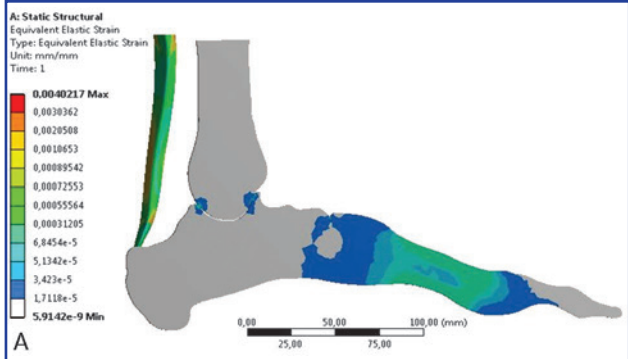 A: Static Structural
Equivalent Elastic Strain
Type: Equivalent Elastic Strain
Unit: mm/mm
Time: 1
0,0040217 Max
0,0030362
0,0020508
0,0010653
0,00089542
0,00072553
0,00055564
0,00031205
6,8454e-5
5,1342e-5
3,423e-5
1,7118e-5
5,9142e-9 Min
0,00 50,00 100,00 (mm)
25,00 75,00
A